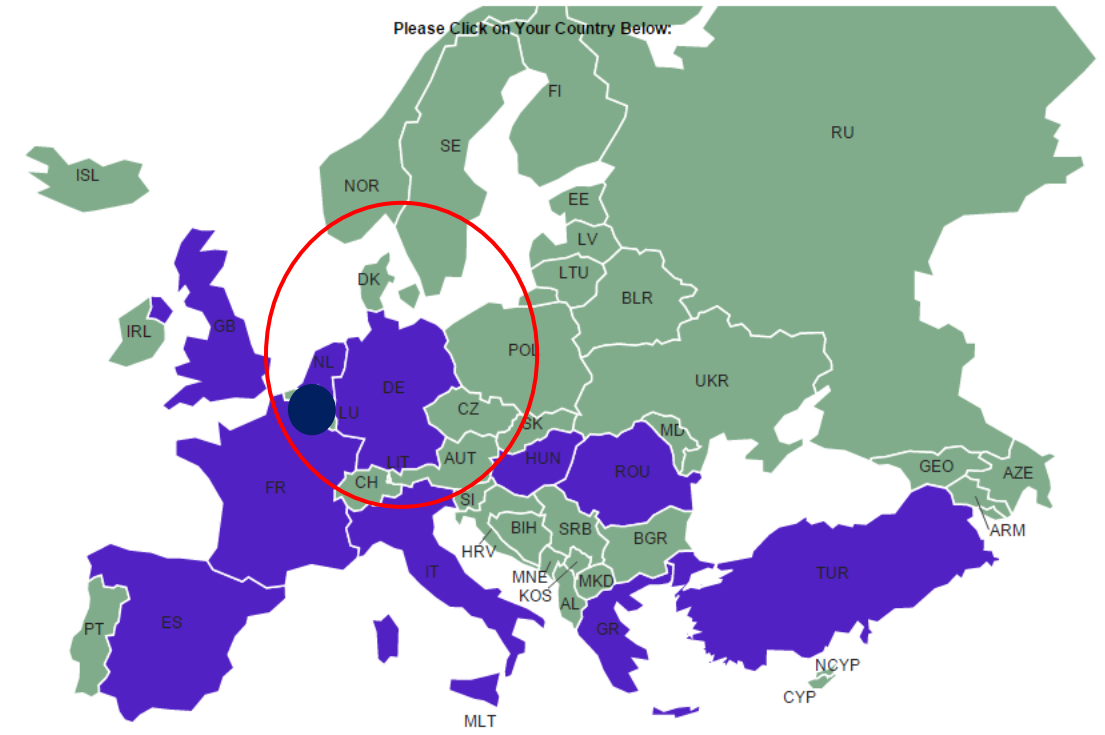 Please Click on Your Country Below:
FI
RU
SE
ISL
NOR
EE
LV
LTU
DK
BLR
GB
IRL
POL
NL
UKR
DE
LU
CZ
SK
MD
AUT
HUN
LIT
GEO
ROU
AZE
CH
FR
SI
BIH
SRB
ARM
BGR
HRV
IT
TUR
MNE
MKD
KOS
AL
ES
PT
GR
NCYP
CYP
MLT